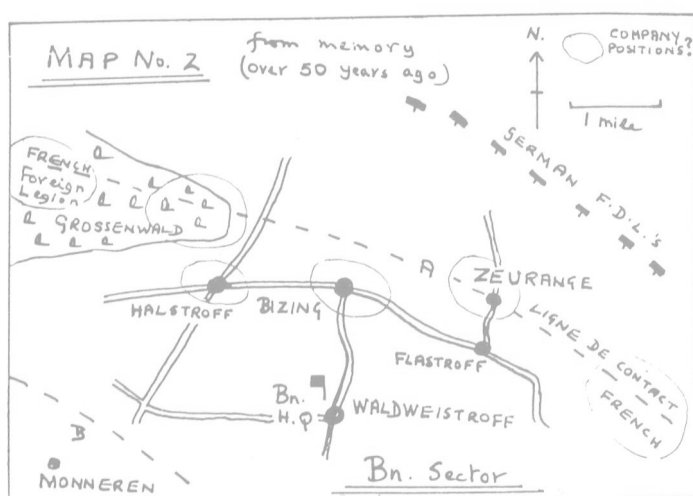 MAP No. 2
from memory
(over 50 years ago)
N.
COMPANY?
POSITIONS?
1 mile
GERMAN F.D.L.'s
FRENCH
Foreign
Legion
GROSSENWALD
A
ZEURANGE
HALSTROFF
BIZING
LIGNE DE CONTACT
FLASTROFF
FRENCH
Bn.
H.Q
WALDWEISTROFF
B
MONNEREN
Bn. Sector